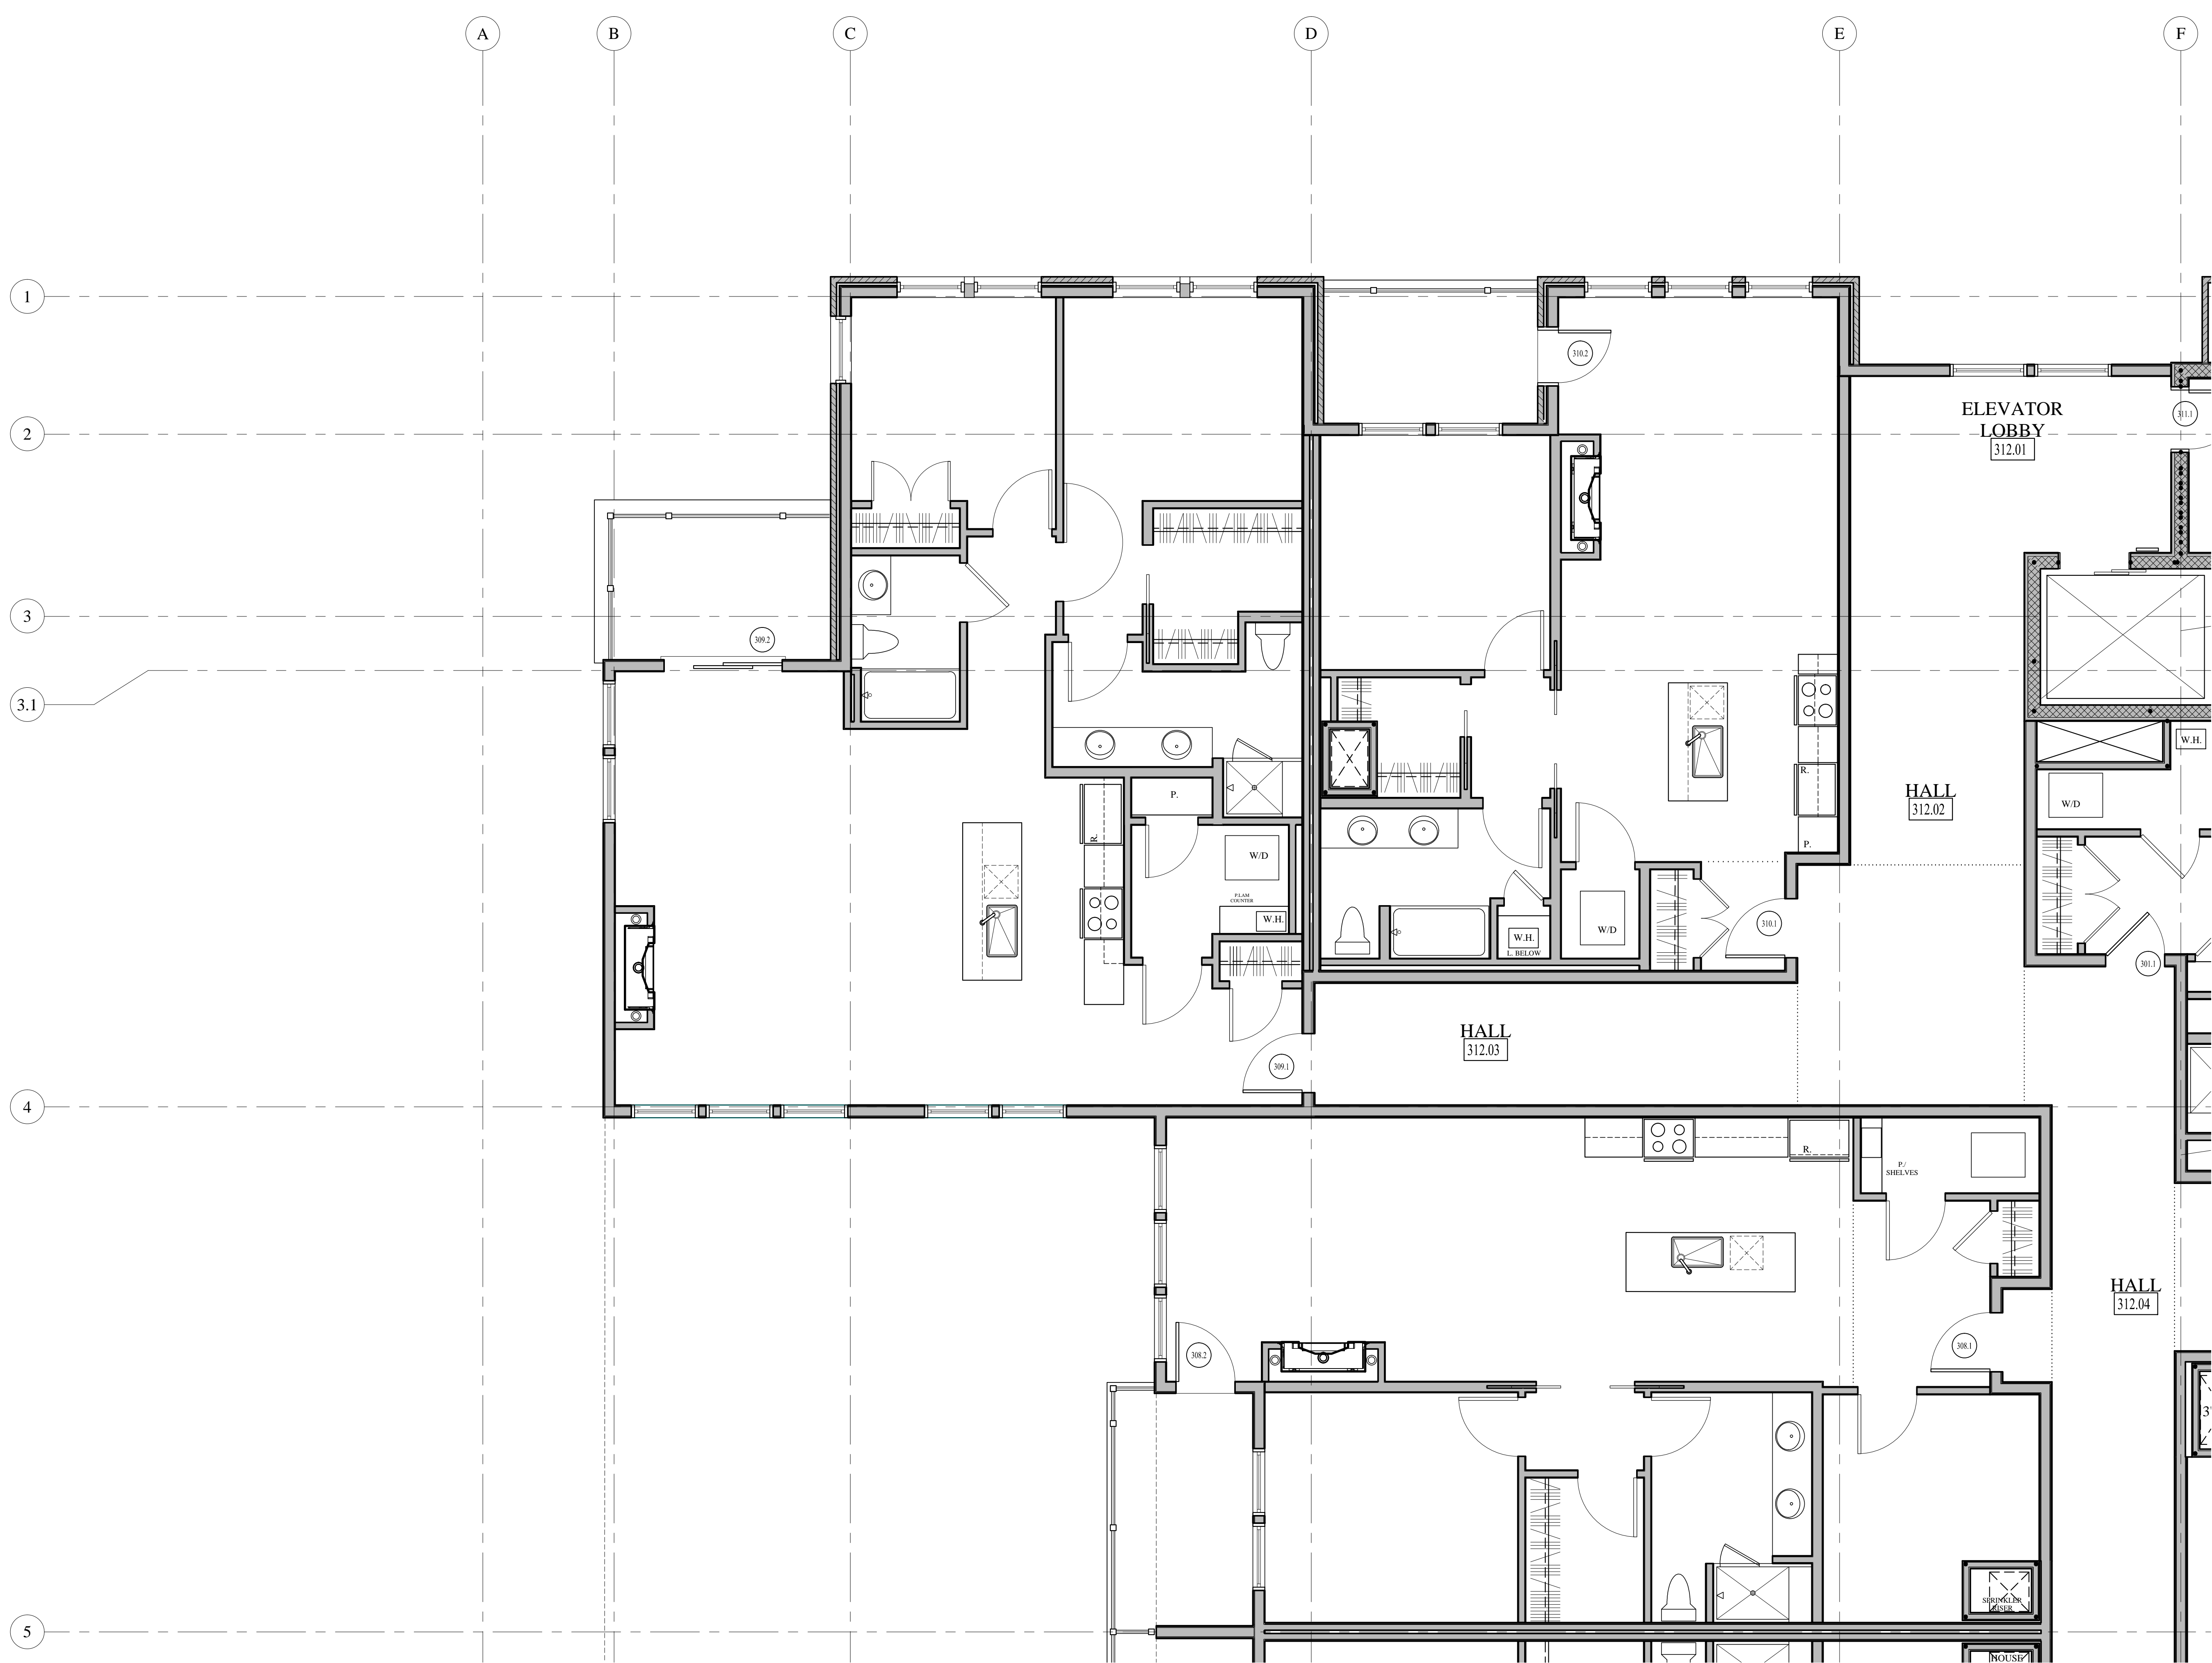 A
B
C
D
E
F
1
310.2
ELEVATOR
LOBBY
312.01
311.1
2
3
309.2
3.1
W.H.
P.
R.
R.
HALL
312.02
W/D
P.
W/D
P.LAM
COUNTER
W.H.
W.H.
L. BELOW
W/D
310.1
301.1
HALL
312.03
309.1
4
R.
P./
SHELVES
HALL
312.04
308.2
308.1
X
SPRINKLER
RISER
5
HOUSE